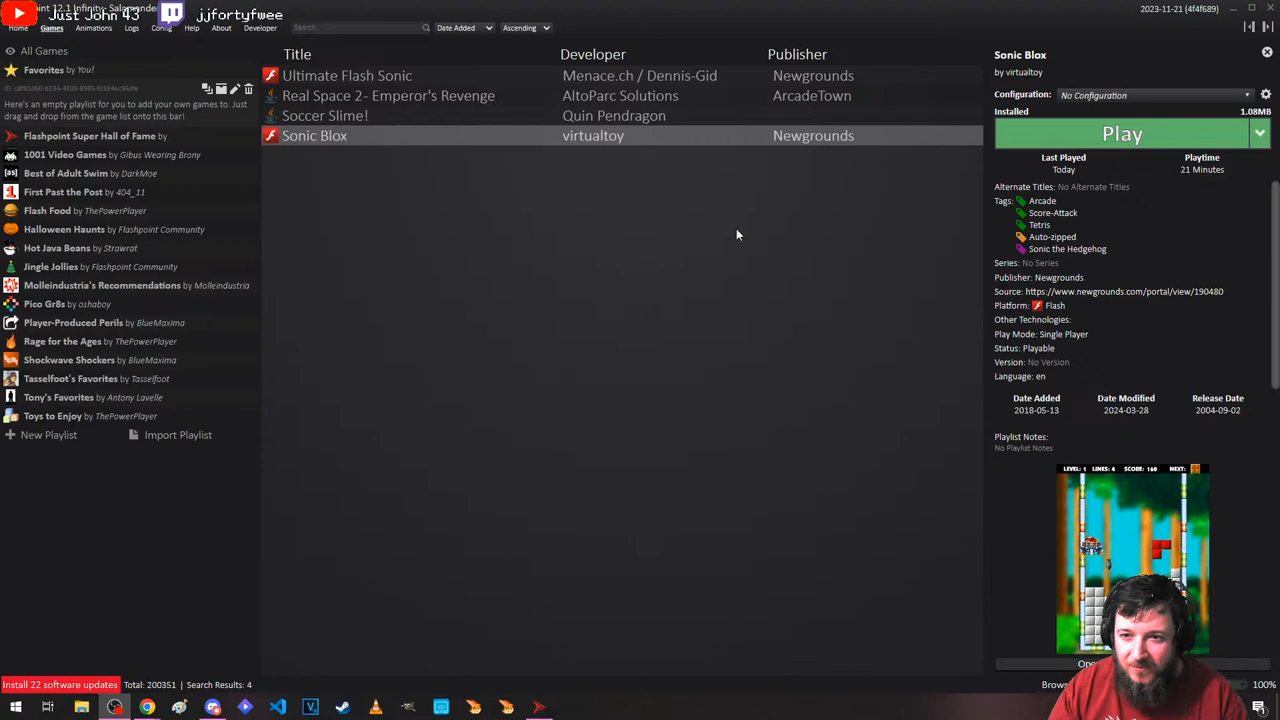 Just John 43
jjfortyfwee
point 12.1 Infinity
2023-11-21 (4f4f689)
Home
Games
Animations
Logs
Config
Help
About
Developer
Search...
Date Added
Ascending
All Games
Favorites by You!
Here's an empty playlist for you to add your own games to. Just
drag and drop from the game list onto this bar!
Flashpoint Super Hall of Fame by
1001 Video Games by Gibus Wearing Brony
Best of Adult Swim by DarkMoe
First Past the Post by 404_11
Flash Food by ThePowerPlayer
Halloween Haunts by Flashpoint Community
Hot Java Beans by Strawrat
Jingle Jollies by Flashpoint Community
Molleindustria's Recommendations by Molleindustria
Pico Gr8s by oshaboy
Player-Produced Perils by BlueMaxima
Rage for the Ages by ThePowerPlayer
Shockwave Shockers by BlueMaxima
Tasselfoot's Favorites by Tasselfoot
Tony's Favorites by Antony Lavelle
Toys to Enjoy by ThePowerPlayer
New Playlist
Import Playlist
Title Developer Publisher
Ultimate Flash Sonic Menace.ch / Dennis-Gid Newgrounds
Real Space 2- Emperor's Revenge AltoParc Solutions ArcadeTown
Soccer Slime! Quin Pendragon
Sonic Blox virtualtoy Newgrounds
Sonic Blox
by virtualtoy
Configuration: No Configuration
Installed 1.08MB
Play
Last Played Playtime
Today 21 Minutes
Alternate Titles: No Alternate Titles
Tags: Arcade
Score-Attack
Tetris
Auto-zipped
Sonic the Hedgehog
Series: No Series
Publisher: Newgrounds
Source: https://www.newgrounds.com/portal/view/190480
Platform: Flash
Other Technologies:
Play Mode: Single Player
Status: Playable
Version: No Version
Language: en
Date Added Date Modified Release Date
2018-05-13 2024-03-28 2004-09-02
Playlist Notes:
No Playlist Notes
LEVEL: 1 LINES: 4 SCORE: 160 NEXT:
Install 22 software updates
Total: 200351 | Search Results: 4
100%